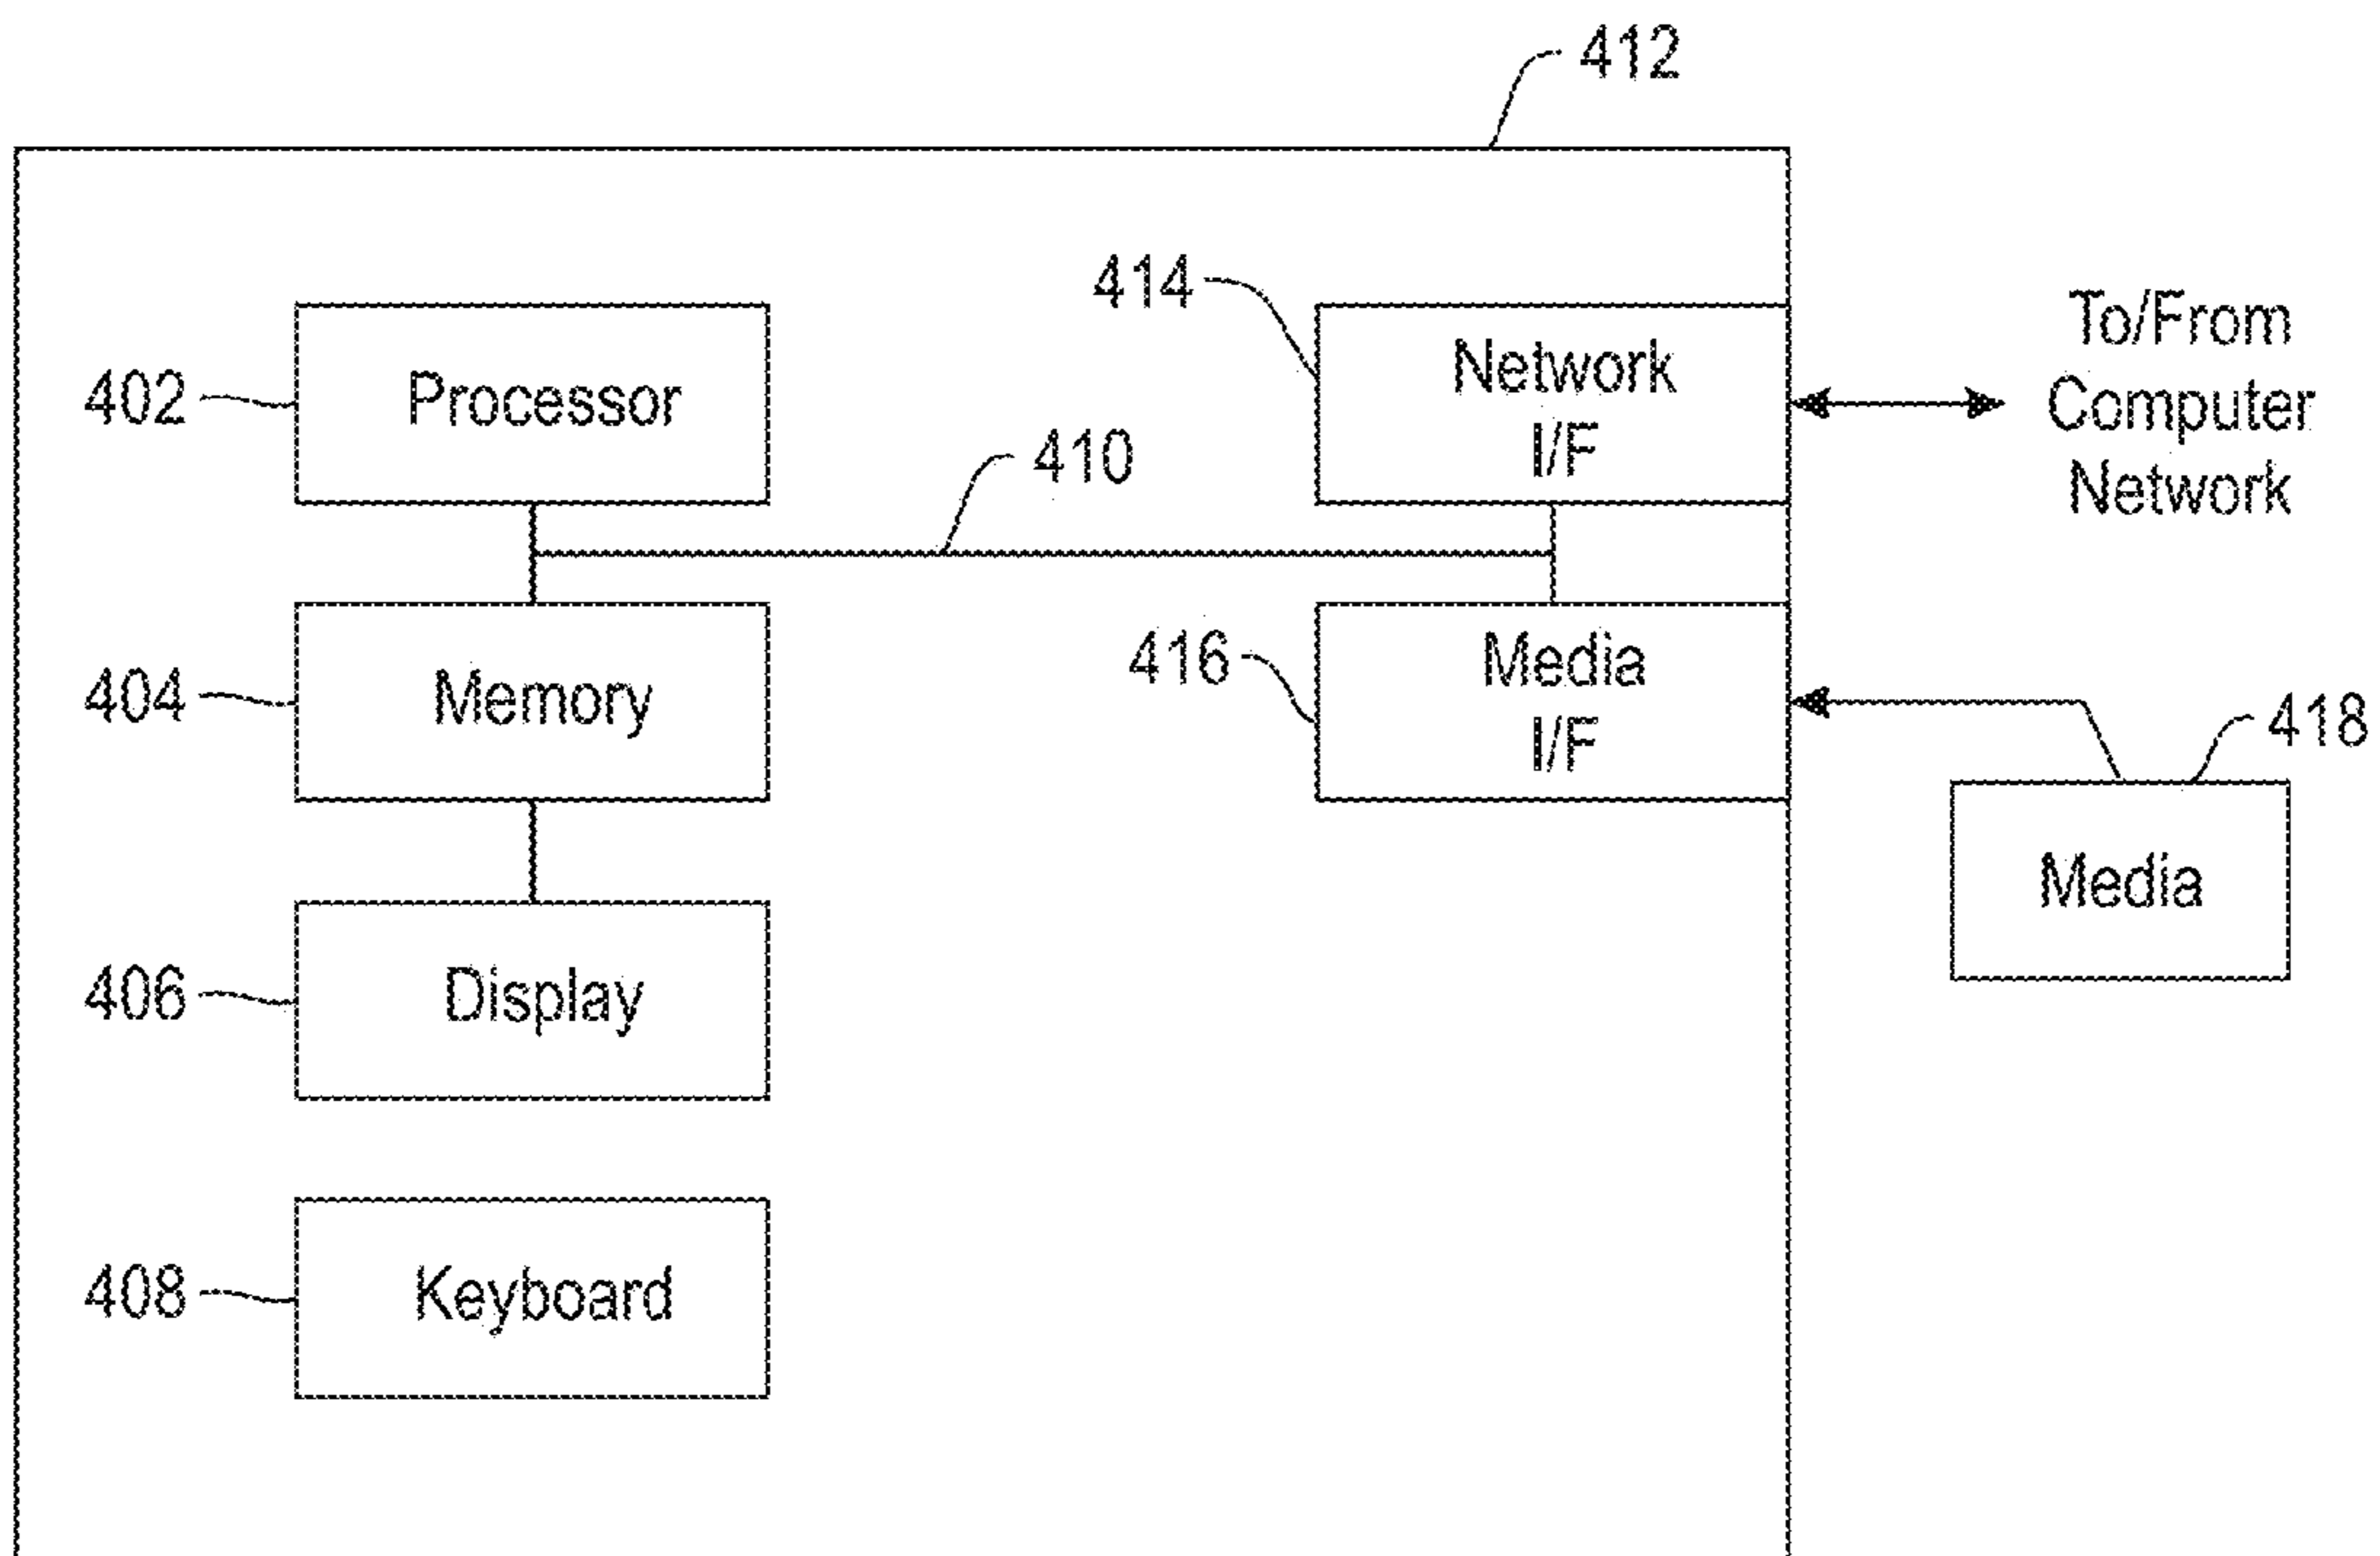 412
414
Network
I/F
To/From
Computer
Network
402
Processor
410
404
Memory
416
Media
I/F
418
Media
406
Display
408
Keyboard